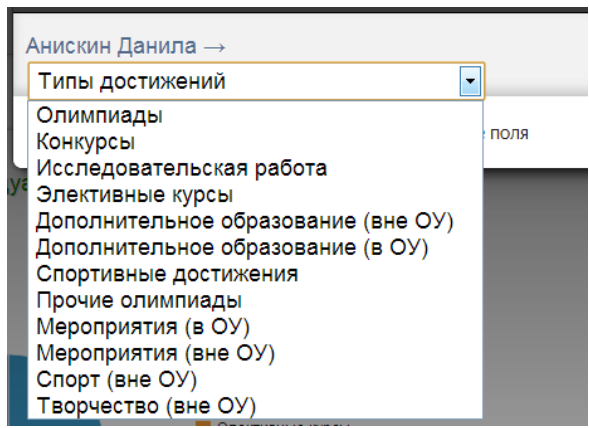 Анискин Данила →
Типы достижений
Олимпиады
Конкурсы
поля
Исследовательская работа
Элективные курсы
Дополнительное образование (вне ОУ)
Дополнительное образование (в ОУ)
Спортивные достижения
Прочие олимпиады
Мероприятия (в ОУ)
Мероприятия (вне ОУ)
Спорт (вне ОУ)
Творчество (вне ОУ)